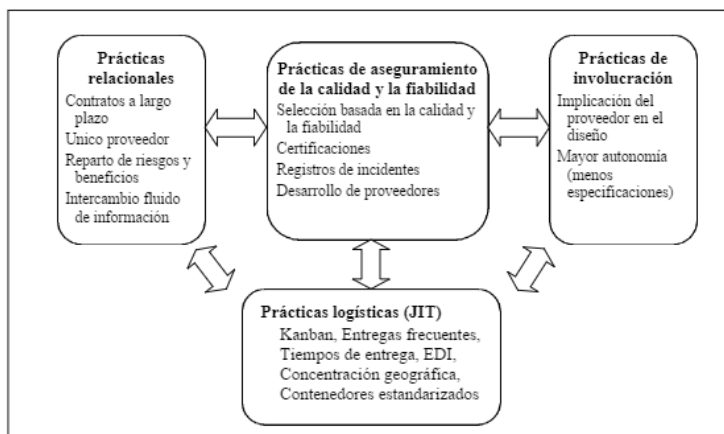 Prácticas
relacionales
Contratos a largo
plazo
Unico proveedor
Reparto de riesgos y
beneficios
Intercambio fluido
de información
Prácticas de aseguramiento
de la calidad y la fiabilidad
Selección basada en la calidad y
la fiabilidad
Certificaciones
Registros de incidentes
Desarrollo de proveedores
Prácticas de
involucración
Implicación del
proveedor en el
diseño
Mayor autonomía
(menos
especificaciones)
Prácticas logísticas (JIT)
Kanban, Entregas frecuentes,
Tiempos de entrega, EDI,
Concentración geográfica,
Contenedores estandarizados